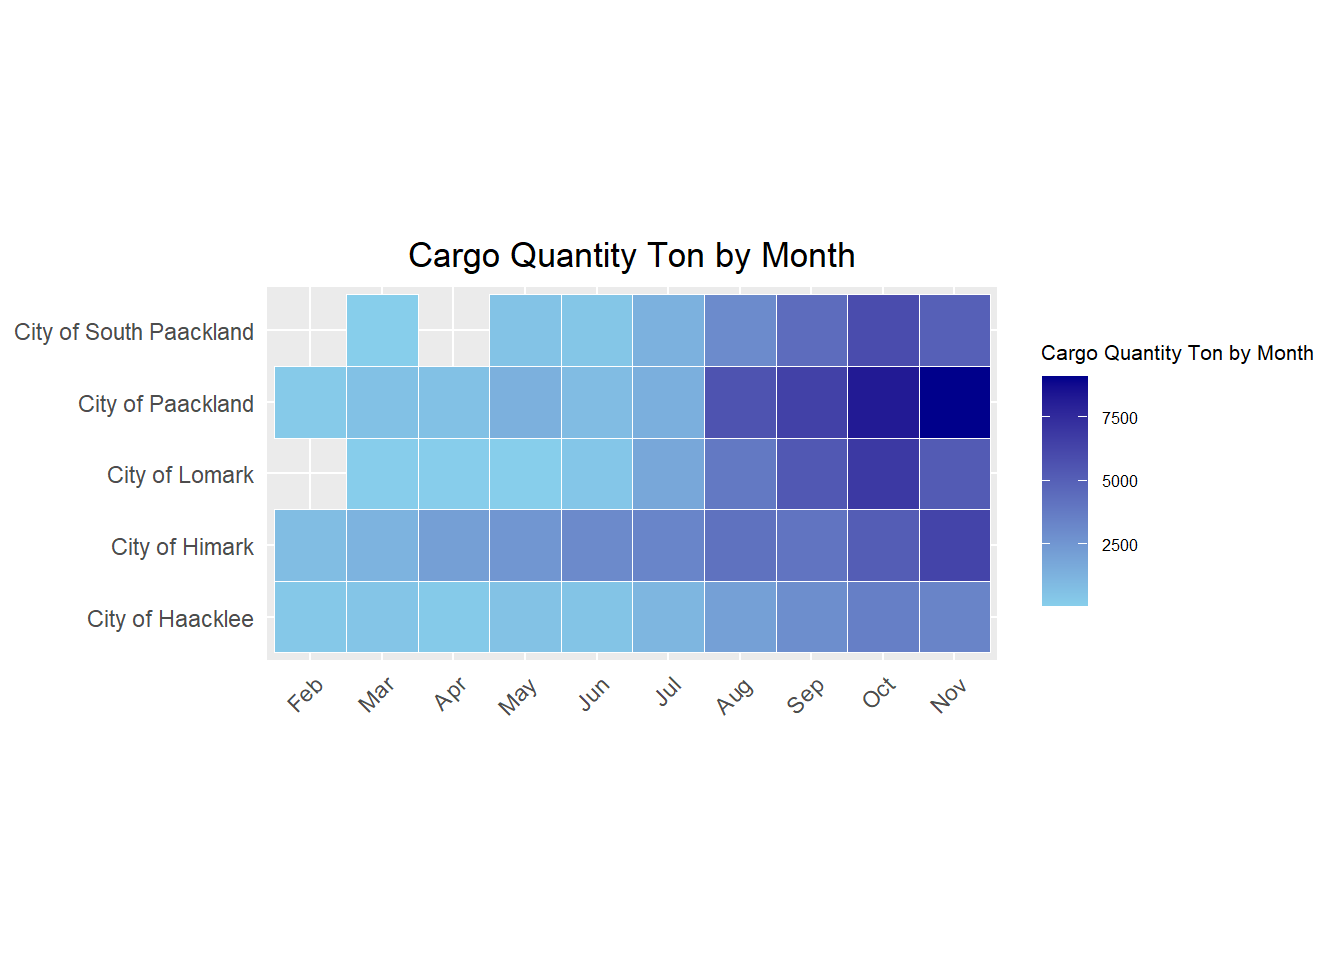 Cargo Quantity Ton by Month
City of South Paackland
City of Paackland
City of Lomark
City of Himark
City of Haacklee
Feb
Mar
Apr
May
Jun
Jul
Aug
Sep
Oct
Nov
Cargo Quantity Ton by Month
7500
5000
2500